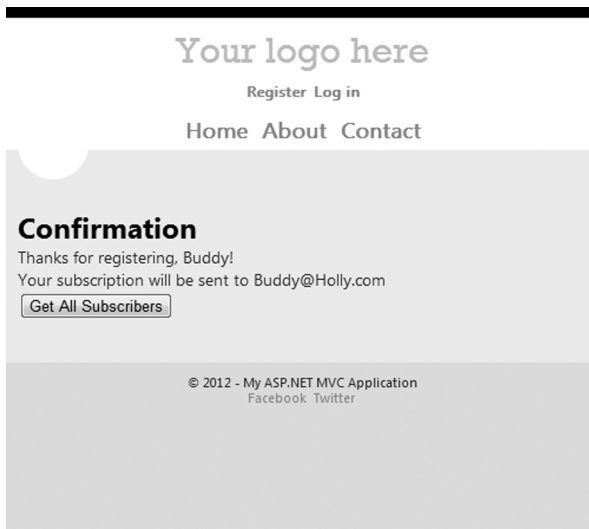 Your logo here
Register Log in
Home About Contact
Confirmation
Thanks for registering, Buddy!
Your subscription will be sent to Buddy@Holly.com
Get All Subscribers
© 2012 - My ASP.NET MVC Application
Facebook Twitter